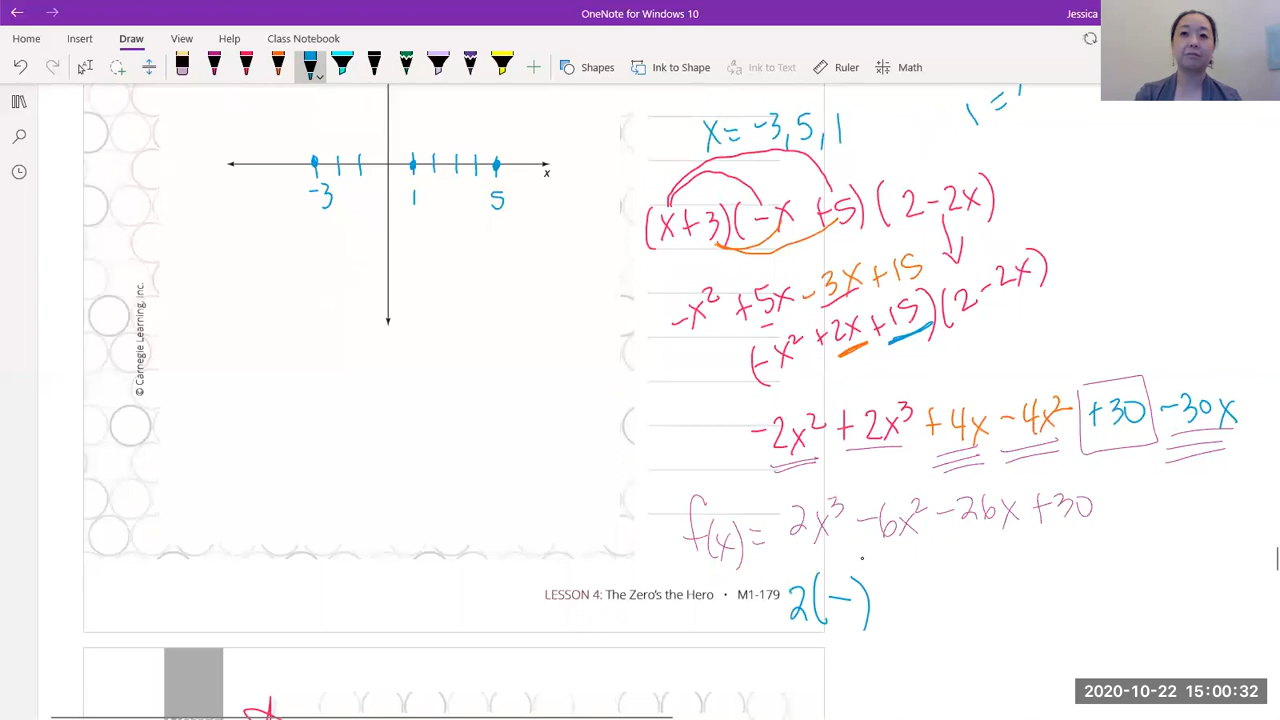 OneNote for Windows 10
Jessica
Home Insert Draw View Help Class Notebook
Shapes Ink to Shape Ink to Text Ruler Math
x = -3, 5, 1
x
-3 1 5
(x+3)(-x +5)(2-2x)
-x² +5x -3x +15
(-x² +2x +15)(2-2x)
-2x² +2x³ +4x -4x² +30 -30x
f(x) = 2x³ -6x² -26x +30
© Carnegie Learning, Inc.
LESSON 4: The Zero's the Hero • M1-179
2(-)
2020-10-22 15:00:32